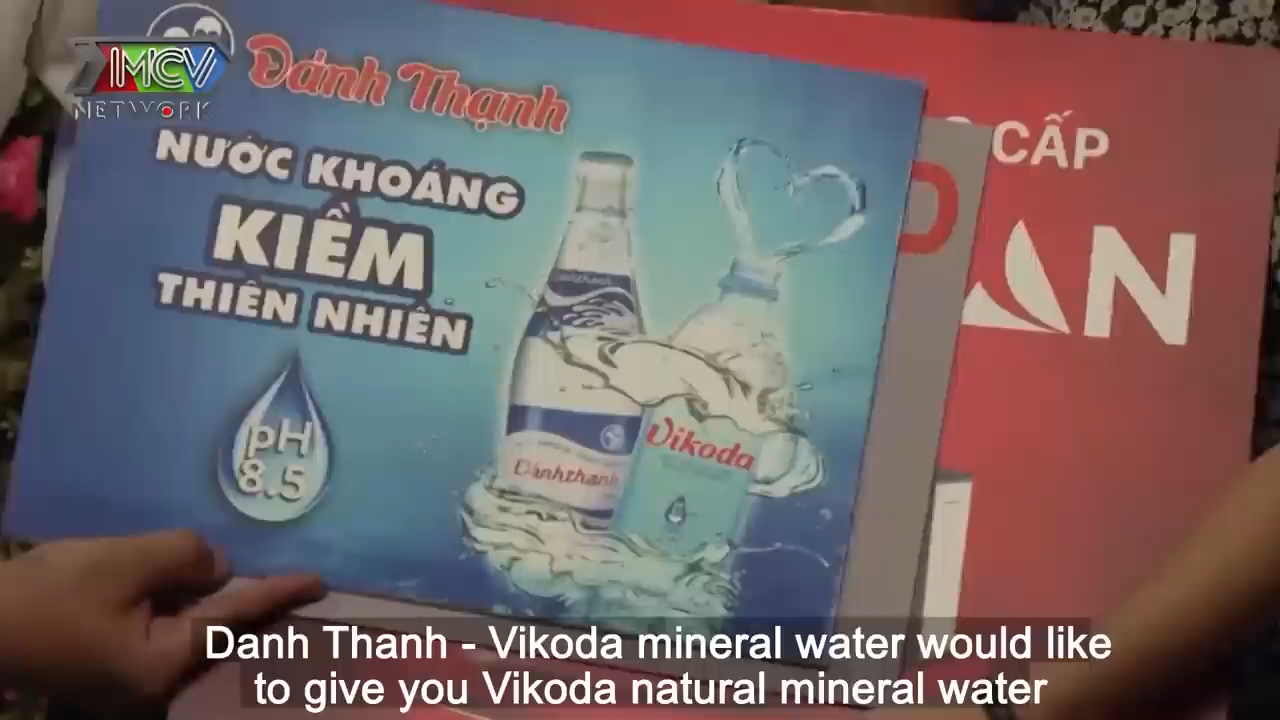 MCV
NETWORK
Đảnh Thạnh
NƯỚC KHOÁNG
KIỀM
THIÊN NHIÊN
pH
8.5
Đảnhthạnh
Vikoda
CẤP
N
Danh Thanh - Vikoda mineral water would like
to give you Vikoda natural mineral water